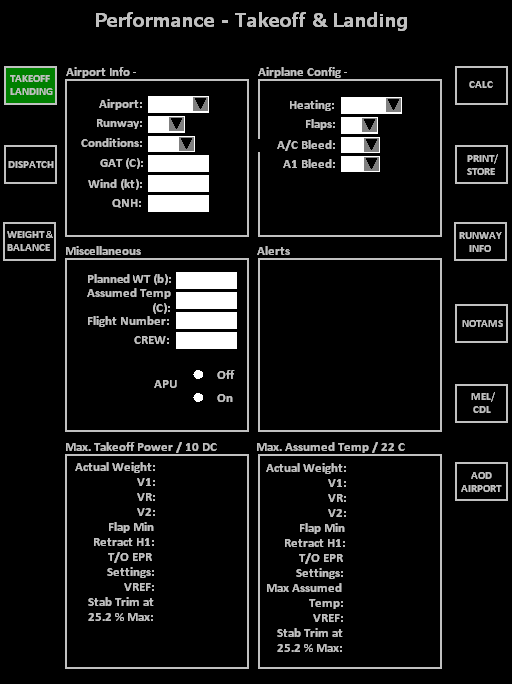 Performance - Takeoff & Landing
TAKEOFF
LANDING
DISPATCH
WEIGHT&
BALANCE
Airport Info -
Airport:
Runway:
Conditions:
GAT (C):
Wind (kt):
QNH:
Airplane Config -
Heating:
Flaps:
A/C Bleed:
A1 Bleed:
CALC
PRINT/
STORE
RUNWAY
INFO
NOTAMS
MEL/
CDL
AOD
AIRPORT
Miscellaneous
Planned WT (b):
Assumed Temp
(C):
Flight Number:
CREW:
APU
Off
On
Alerts
Max. Takeoff Power / 10 DC
Actual Weight:
V1:
VR:
V2:
Flap Min
Retract H1:
T/O EPR
Settings:
VREF:
Stab Trim at
25.2 % Max:
Max. Assumed Temp / 22 C
Actual Weight:
V1:
VR:
V2:
Flap Min
Retract H1:
T/O EPR
Settings:
Max Assumed
Temp:
VREF:
Stab Trim at
25.2 % Max: